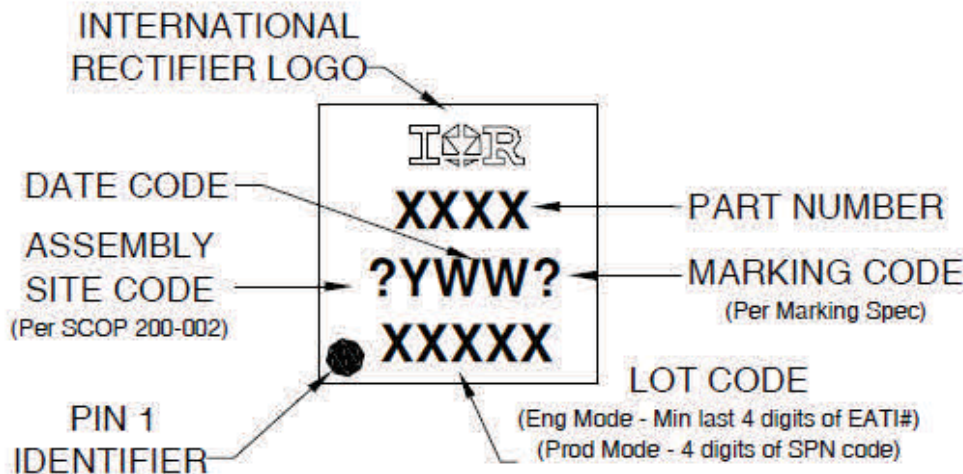 INTERNATIONAL
RECTIFIER LOGO
IOR
DATE CODE
XXXX
PART NUMBER
ASSEMBLY
SITE CODE
(Per SCOP 200-002)
?YWW?
MARKING CODE
(Per Marking Spec)
XXXXX
PIN 1
IDENTIFIER
LOT CODE
(Eng Mode - Min last 4 digits of EATI#)
(Prod Mode - 4 digits of SPN code)